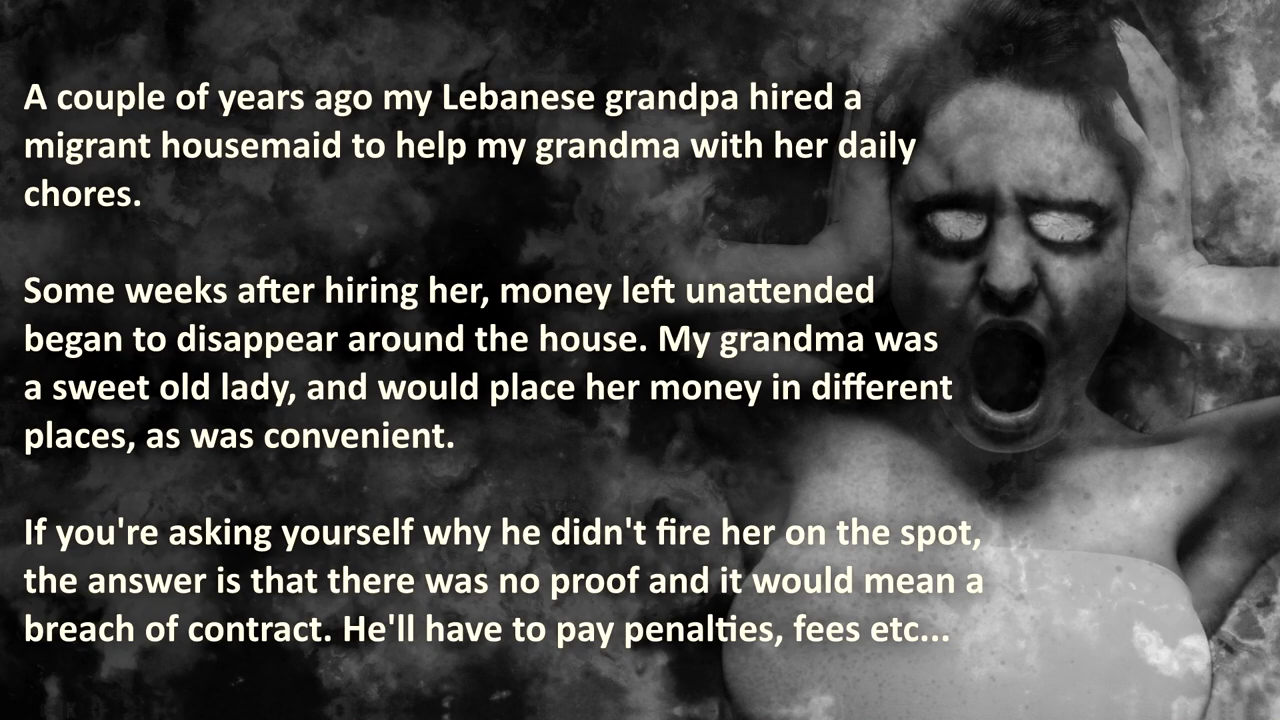 A couple of years ago my Lebanese grandpa hired a
migrant housemaid to help my grandma with her daily
chores.
Some weeks after hiring her, money left unattended
began to disappear around the house. My grandma was
a sweet old lady, and would place her money in different
places, as was convenient.
If you're asking yourself why he didn't fire her on the spot,
the answer is that there was no proof and it would mean a
breach of contract. He'll have to pay penalties, fees etc...